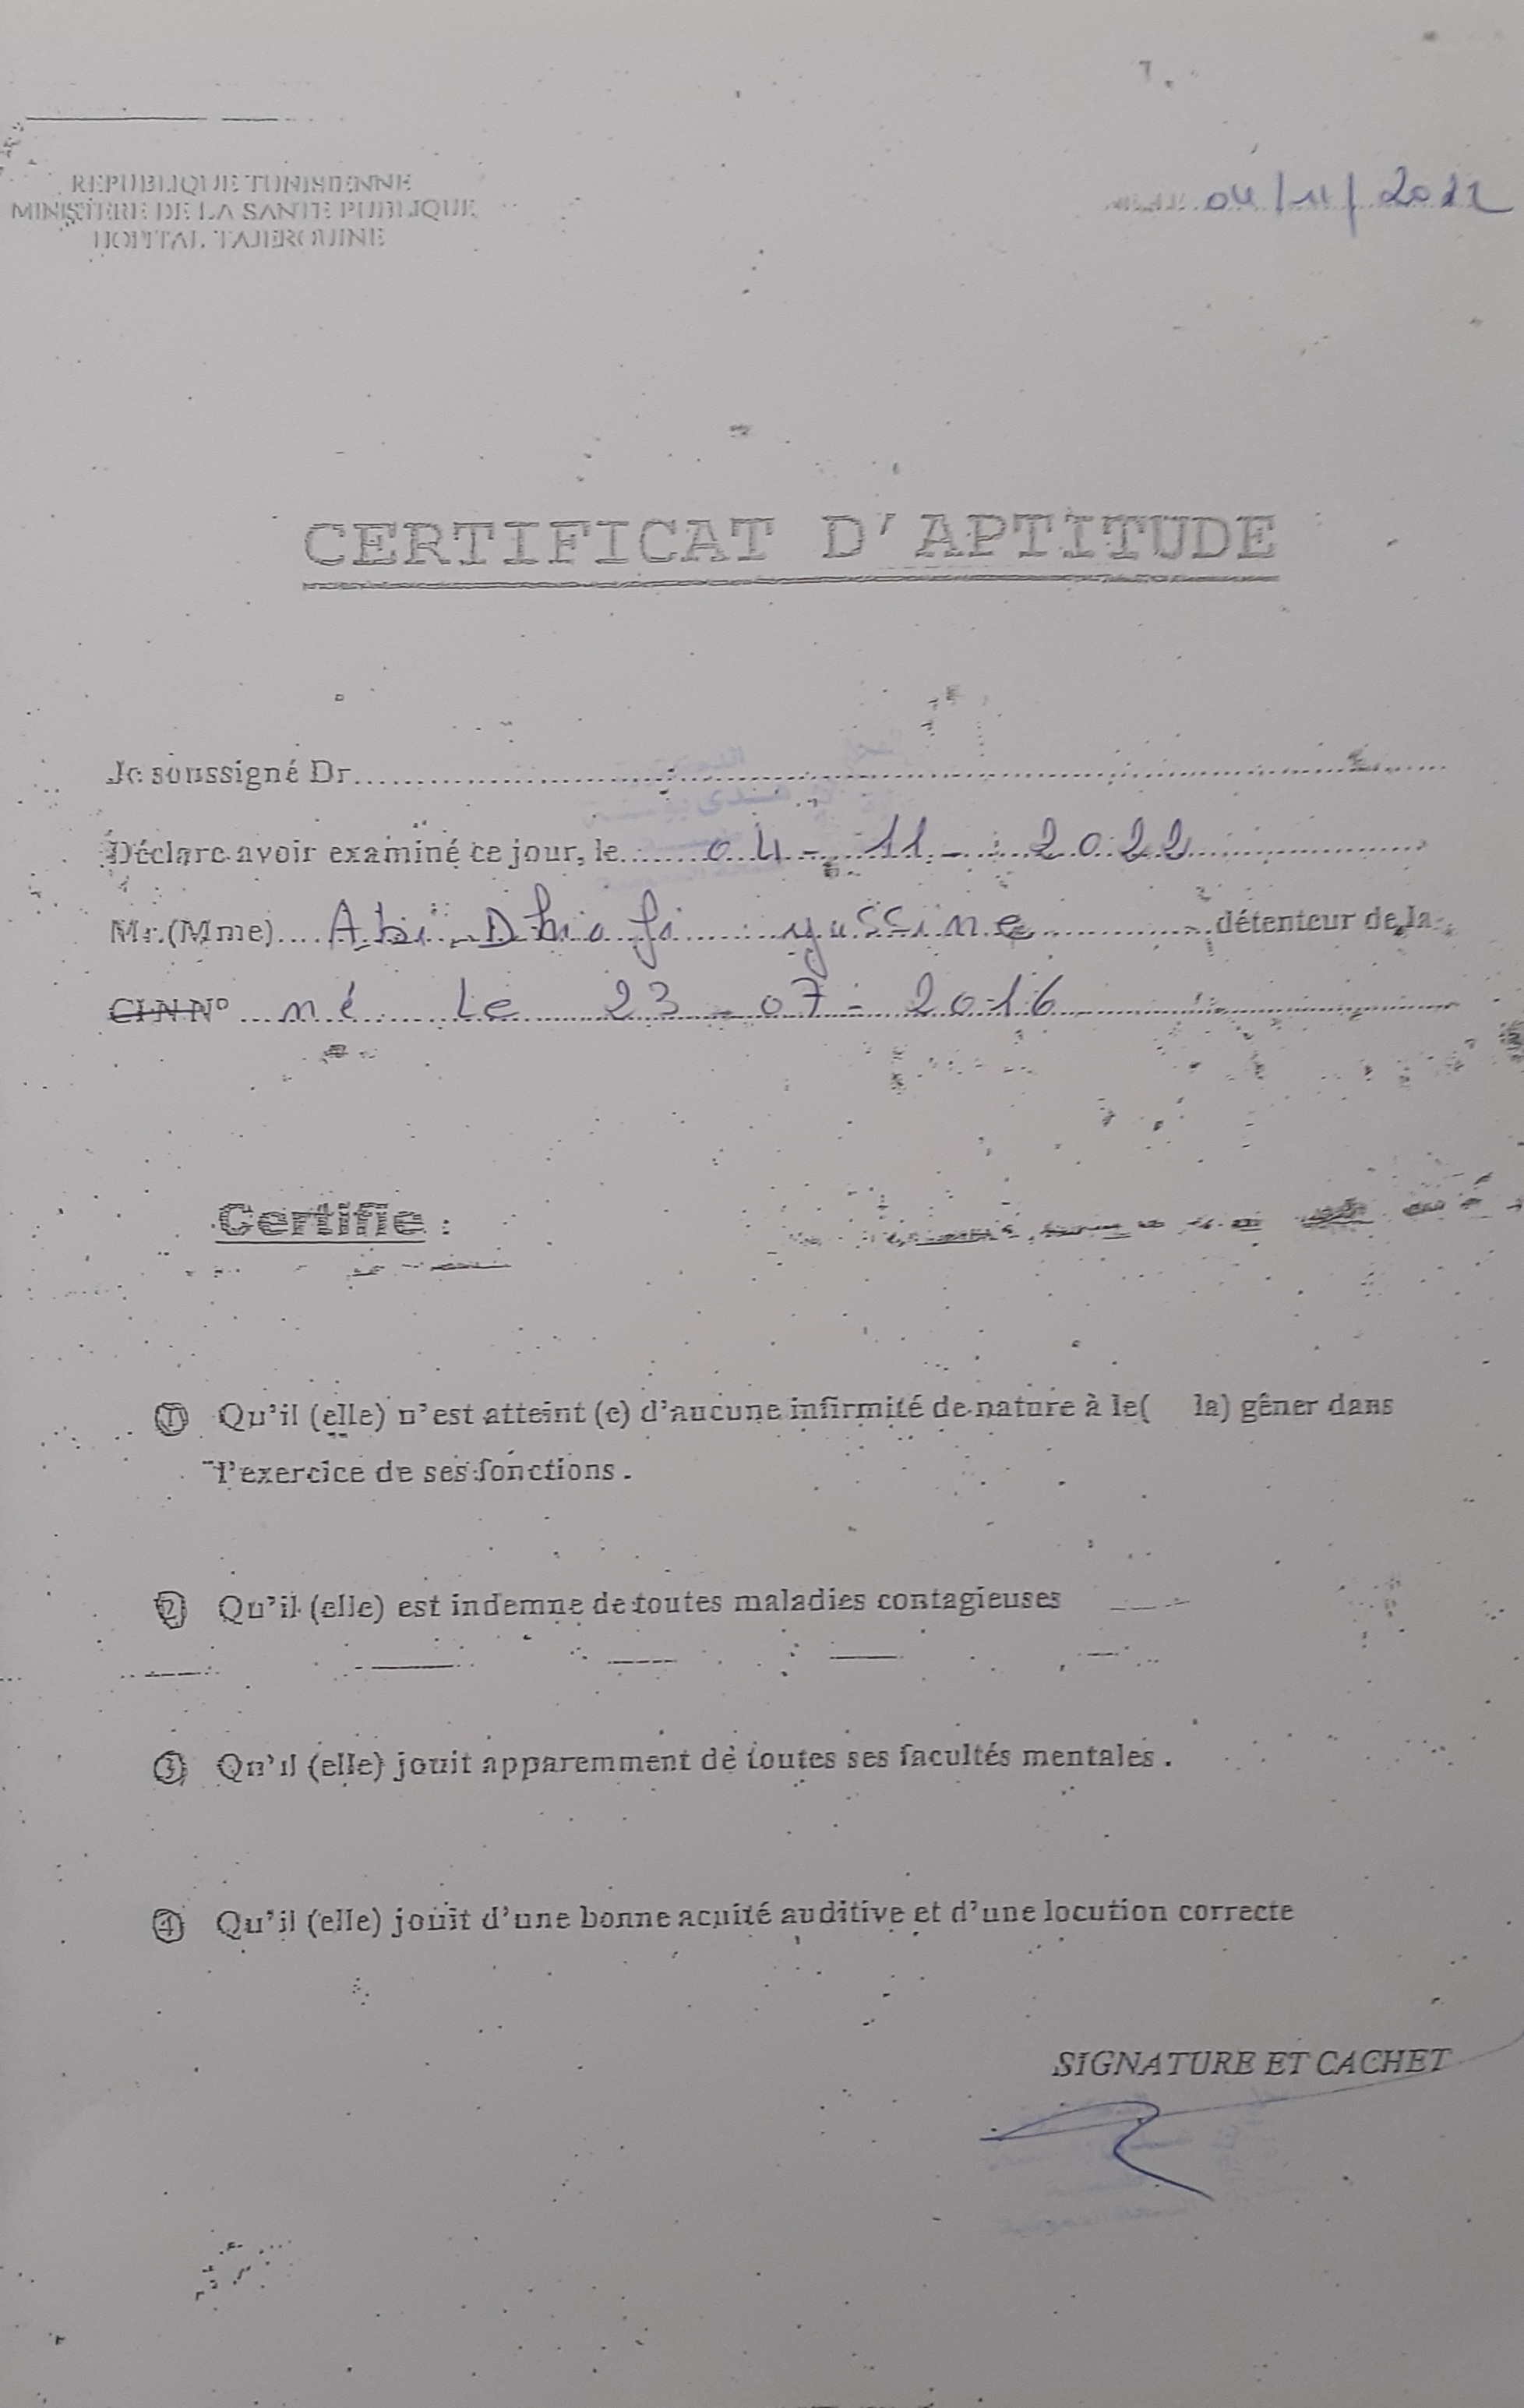 REPUBLIQUE TUNISIENNE
MINISTERE DE LA SANTE PUBLIQUE
HOPITAL TAJEROUINE
04/11/2022
CERTIFICAT D'APTITUDE
Je soussigné Dr
Déclare avoir examiné ce jour, le 04-11-2022
Mr.(Mme) Abi Dhiafi yassine détenteur de la
CIN N° né le 23-07-2016
Certifie :
1 Qu'il (elle) n'est atteint (e) d'aucune infirmité de nature à le( la) gêner dans
l'exercice de ses fonctions .
2 Qu'il (elle) est indemne de toutes maladies contagieuses
3 Qu'il (elle) jouit apparemment de toutes ses facultés mentales .
4 Qu'il (elle) jouit d'une bonne acuité auditive et d'une locution correcte
SIGNATURE ET CACHET